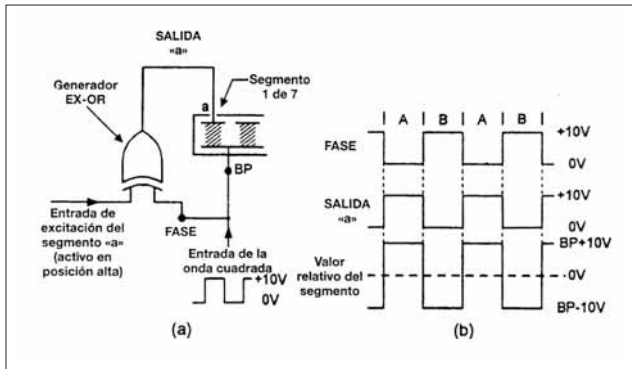 SALIDA
«a»
Generador
EX-OR
Segmento
1 de 7
a
BP
Entrada de
excitación del
segmento «a»
(activo en
posición alta)
FASE
Entrada de la
onda cuadrada
+10V
0V
(a)
A B A B
FASE
+10V
0V
SALIDA
«a»
+10V
0V
BP+10V
Valor
relativo del
segmento
0V
BP-10V
(b)